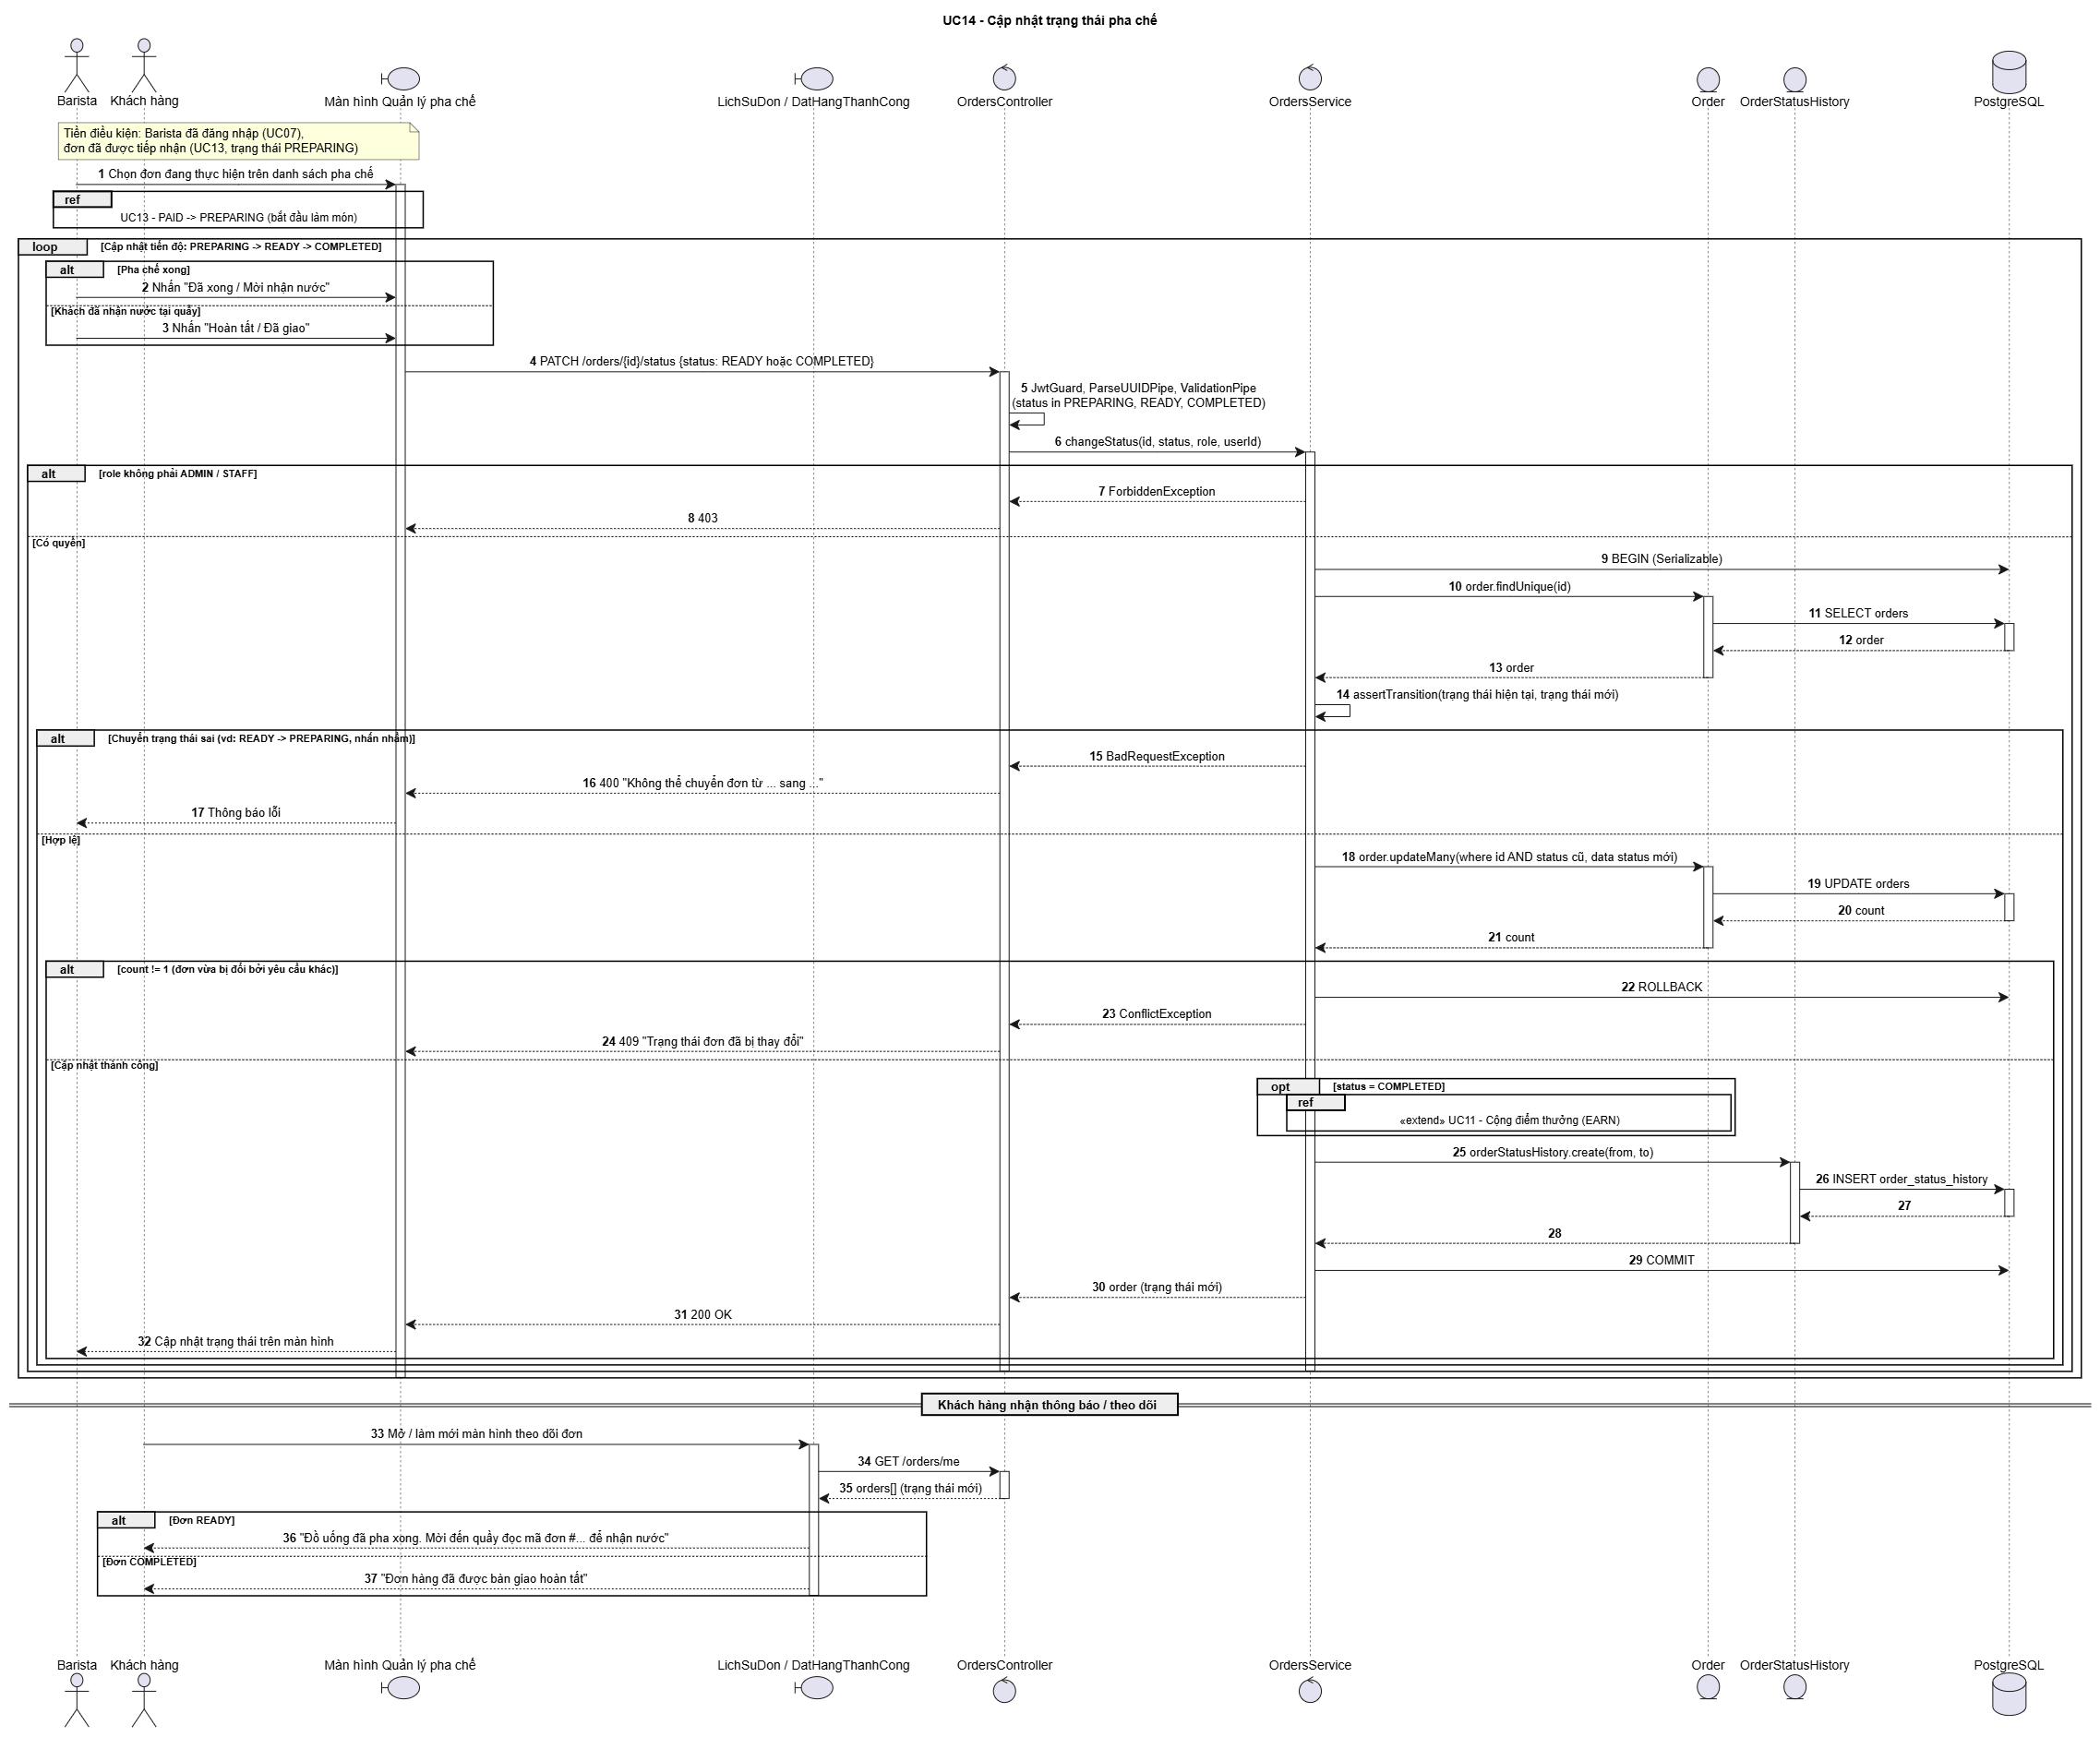 UC14 - Cập nhật trạng thái pha chế
Barista
Khách hàng
Màn hình Quản lý pha chế
LichSuDon / DatHangThanhCong
OrdersController
OrdersService
Order
OrderStatusHistory
PostgreSQL
Tiền điều kiện: Barista đã đăng nhập (UC07),
đơn đã được tiếp nhận (UC13, trạng thái PREPARING)
1 Chọn đơn đang thực hiện trên danh sách pha chế
ref
UC13 - PAID -> PREPARING (bắt đầu làm món)
loop [Cập nhật tiến độ: PREPARING -> READY -> COMPLETED]
alt [Pha chế xong]
2 Nhấn "Đã xong / Mời nhận nước"
[Khách đã nhận nước tại quầy]
3 Nhấn "Hoàn tất / Đã giao"
4 PATCH /orders/{id}/status {status: READY hoặc COMPLETED}
5 JwtGuard, ParseUUIDPipe, ValidationPipe
(status in PREPARING, READY, COMPLETED)
6 changeStatus(id, status, role, userId)
alt [role không phải ADMIN / STAFF]
7 ForbiddenException
8 403
[Có quyền]
9 BEGIN (Serializable)
10 order.findUnique(id)
11 SELECT orders
12 order
13 order
14 assertTransition(trạng thái hiện tại, trạng thái mới)
alt [Chuyển trạng thái sai (vd: READY -> PREPARING, nhấn nhầm)]
15 BadRequestException
16 400 "Không thể chuyển đơn từ ... sang ..."
17 Thông báo lỗi
[Hợp lệ]
18 order.updateMany(where id AND status cũ, data status mới)
19 UPDATE orders
20 count
21 count
alt [count != 1 (đơn vừa bị đổi bởi yêu cầu khác)]
22 ROLLBACK
23 ConflictException
24 409 "Trạng thái đơn đã bị thay đổi"
[Cập nhật thành công]
opt [status = COMPLETED]
ref
«extend» UC11 - Cộng điểm thưởng (EARN)
25 orderStatusHistory.create(from, to)
26 INSERT order_status_history
27
28
29 COMMIT
30 order (trạng thái mới)
31 200 OK
32 Cập nhật trạng thái trên màn hình
Khách hàng nhận thông báo / theo dõi
33 Mở / làm mới màn hình theo dõi đơn
34 GET /orders/me
35 orders[] (trạng thái mới)
alt [Đơn READY]
36 "Đồ uống đã pha xong. Mời đến quầy đọc mã đơn #... để nhận nước"
[Đơn COMPLETED]
37 "Đơn hàng đã được bàn giao hoàn tất"
Barista
Khách hàng
Màn hình Quản lý pha chế
LichSuDon / DatHangThanhCong
OrdersController
OrdersService
Order
OrderStatusHistory
PostgreSQL